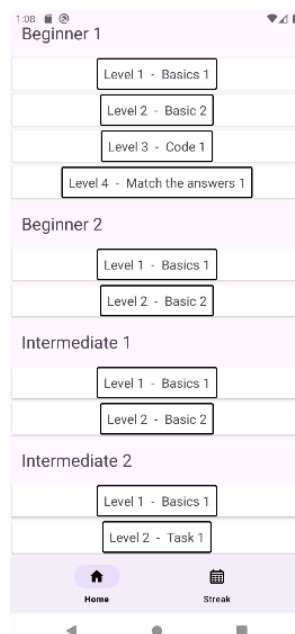 1:08
Beginner 1
Level 1 - Basics 1
Level 2 - Basic 2
Level 3 - Code 1
Level 4 - Match the answers 1
Beginner 2
Level 1 - Basics 1
Level 2 - Basic 2
Intermediate 1
Level 1 - Basics 1
Level 2 - Basic 2
Intermediate 2
Level 1 - Basics 1
Level 2 - Task 1
Home Streak